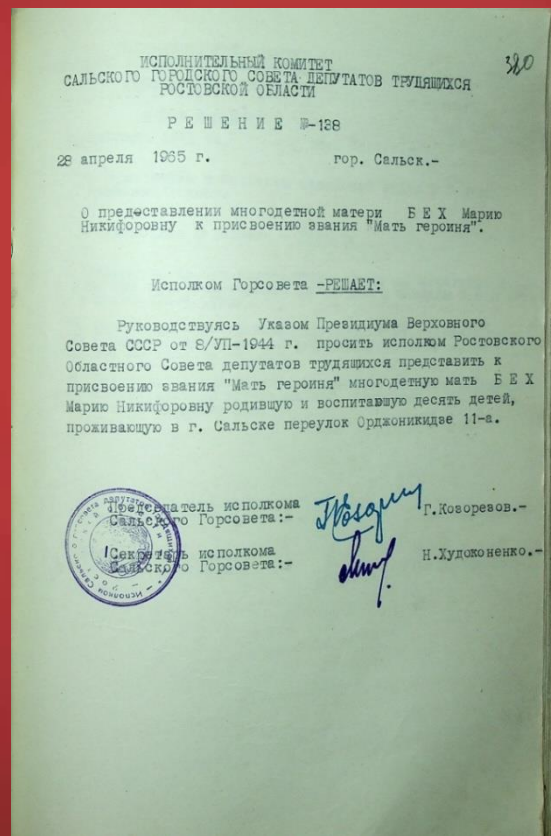 380
ИСПОЛНИТЕЛЬНЫЙ КОМИТЕТ
САЛЬСКОГО ГОРОДСКОГО СОВЕТА ДЕПУТАТОВ ТРУДЯЩИХСЯ
РОСТОВСКОЙ ОБЛАСТИ
Р Е Ш Е Н И Е №-138
28 апреля 1965 г. гор. Сальск.-
О предоставлении многодетной матери Б Е Х Марию
Никифоровну к присвоению звания "Мать героиня".
Исполком Горсовета -РЕШАЕТ:
Руководствуясь Указом Президиума Верховного
Совета СССР от 8/УП-1944 г. просить исполком Ростовского
Областного Совета депутатов трудящихся представить к
присвоению звания "Мать героиня" многодетную мать Б Е Х
Марию Никифоровну родившую и воспитавшую десять детей,
проживающую в г. Сальске переулок Орджоникидзе 11-а.
Председатель исполкома
Сальского Горсовета:- Г.Козорезов.-
Секретарь исполкома
Сальского Горсовета:- Н.Худоконенко.-